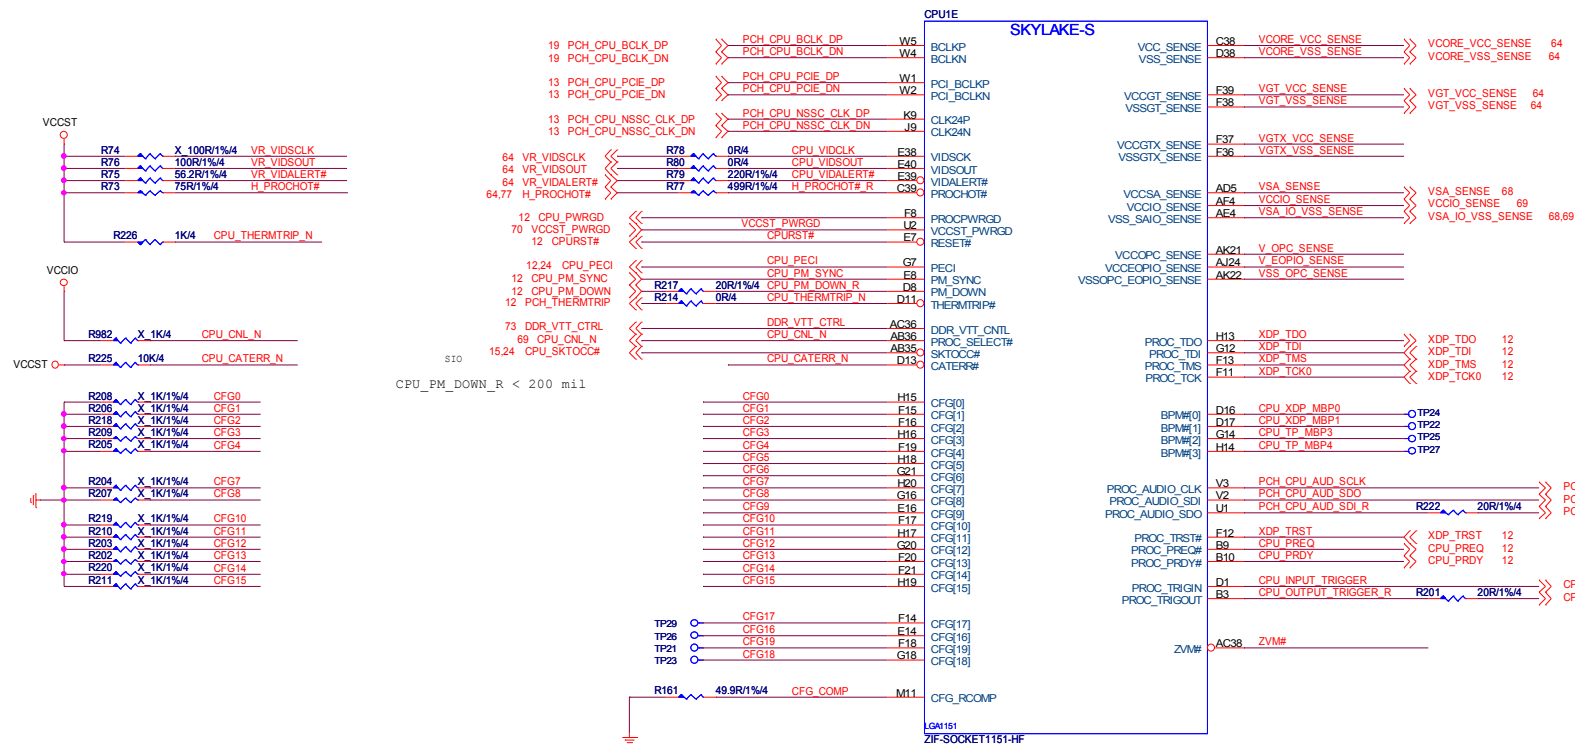 CPU1E
SKYLAKE-S
19 PCH_CPU_BCLK_DP PCH_CPU_BCLK_DP W5 BCLKP
19 PCH_CPU_BCLK_DN PCH_CPU_BCLK_DN W4 BCLKN
13 PCH_CPU_PCIE_DP PCH_CPU_PCIE_DP W1 PCI_BCLKP
13 PCH_CPU_PCIE_DN PCH_CPU_PCIE_DN W2 PCI_BCLKN
13 PCH_CPU_NSSC_CLK_DP PCH_CPU_NSSC_CLK_DP K9 CLK24P
13 PCH_CPU_NSSC_CLK_DN PCH_CPU_NSSC_CLK_DN J9 CLK24N
VCCST
R74 X_100R/1%/4 VR_VIDSCLK
R76 100R/1%/4 VR_VIDSOUT
R75 56.2R/1%/4 VR_VIDALERT#
R73 75R/1%/4 H_PROCHOT#
R226 1K/4 CPU_THERMTRIP_N
64 VR_VIDSCLK R78 0R/4 CPU_VIDCLK E38 VIDSCK
64 VR_VIDSOUT R80 0R/4 CPU_VIDSOUT E40 VIDSOUT
64 VR_VIDALERT# R79 220R/1%/4 CPU_VIDALERT# E39 VIDALERT#
64,77 H_PROCHOT# R77 499R/1%/4 H_PROCHOT#_R C39 PROCHOT#
12 CPU_PWRGD F8 PROCPWRGD
70 VCCST_PWRGD VCCST_PWRGD U2 VCCST_PWRGD
12 CPURST# CPURST# E7 RESET#
12,24 CPU_PECI CPU_PECI G7 PECI
12 CPU_PM_SYNC CPU_PM_SYNC E8 PM_SYNC
12 CPU_PM_DOWN R217 20R/1%/4 CPU_PM_DOWN_R D8 PM_DOWN
12 PCH_THERMTRIP R214 0R/4 CPU_THERMTRIP_N D11 THERMTRIP#
VCCIO
R982 X_1K/4 CPU_CNL_N
VCCST R225 10K/4 CPU_CATERR_N
73 DDR_VTT_CTRL DDR_VTT_CTRL AC36 DDR_VTT_CNTL
69 CPU_CNL_N CPU_CNL_N AB36 PROC_SELECT#
15,24 CPU_SKTOCC# AB35 SKTOCC#
SIO CPU_CATERR_N D13 CATERR#
CPU_PM_DOWN_R < 200 mil
R208 X_1K/1%/4 CFG0
R206 X_1K/1%/4 CFG1
R218 X_1K/1%/4 CFG2
R209 X_1K/1%/4 CFG3
R205 X_1K/1%/4 CFG4
R204 X_1K/1%/4 CFG7
R207 X_1K/1%/4 CFG8
R219 X_1K/1%/4 CFG10
R210 X_1K/1%/4 CFG11
R203 X_1K/1%/4 CFG12
R202 X_1K/1%/4 CFG13
R220 X_1K/1%/4 CFG14
R211 X_1K/1%/4 CFG15
CFG0 H15 CFG[0]
CFG1 F15 CFG[1]
CFG2 F16 CFG[2]
CFG3 H16 CFG[3]
CFG4 F19 CFG[4]
CFG5 H18 CFG[5]
CFG6 G21 CFG[6]
CFG7 H20 CFG[7]
CFG8 G16 CFG[8]
CFG9 E16 CFG[9]
CFG10 F17 CFG[10]
CFG11 H17 CFG[11]
CFG12 G20 CFG[12]
CFG13 F20 CFG[13]
CFG14 F21 CFG[14]
CFG15 H19 CFG[15]
TP29 CFG17 F14 CFG[17]
TP26 CFG16 E14 CFG[16]
TP21 CFG19 F18 CFG[19]
TP23 CFG18 G18 CFG[18]
R161 49.9R/1%/4 CFG_COMP M11 CFG_RCOMP
VCC_SENSE C38 VCORE_VCC_SENSE VCORE_VCC_SENSE 64
VSS_SENSE D38 VCORE_VSS_SENSE VCORE_VSS_SENSE 64
VCCGT_SENSE F39 VGT_VCC_SENSE VGT_VCC_SENSE 64
VSSGT_SENSE F38 VGT_VSS_SENSE VGT_VSS_SENSE 64
VCCGTX_SENSE F37 VGTX_VCC_SENSE
VSSGTX_SENSE F36 VGTX_VSS_SENSE
VCCSA_SENSE AD5 VSA_SENSE VSA_SENSE 68
VCCIO_SENSE AF4 VCCIO_SENSE VCCIO_SENSE 69
VSS_SAIO_SENSE AE4 VSA_IO_VSS_SENSE VSA_IO_VSS_SENSE 68,69
VCCOPC_SENSE AK21 V_OPC_SENSE
VCCEOPIO_SENSE AJ24 V_EOPIO_SENSE
VSSOPC_EOPIO_SENSE AK22 VSS_OPC_SENSE
PROC_TDO H13 XDP_TDO XDP_TDO 12
PROC_TDI G12 XDP_TDI XDP_TDI 12
PROC_TMS F13 XDP_TMS XDP_TMS 12
PROC_TCK F11 XDP_TCK0 XDP_TCK0 12
BPM#[0] D16 CPU_XDP_MBP0 TP24
BPM#[1] D17 CPU_XDP_MBP1 TP22
BPM#[2] G14 CPU_TP_MBP3 TP25
BPM#[3] H14 CPU_TP_MBP4 TP27
PROC_AUDIO_CLK V3 PCH_CPU_AUD_SCLK
PROC_AUDIO_SDI V2 PCH_CPU_AUD_SDO
PROC_AUDIO_SDO U1 PCH_CPU_AUD_SDI_R R222 20R/1%/4
PROC_TRST# F12 XDP_TRST XDP_TRST 12
PROC_PREQ# B9 CPU_PREQ CPU_PREQ 12
PROC_PRDY# B10 CPU_PRDY CPU_PRDY 12
PROC_TRIGIN D1 CPU_INPUT_TRIGGER
PROC_TRIGOUT B3 CPU_OUTPUT_TRIGGER_R R201 20R/1%/4
ZVM# AC38 ZVM#
LGA1151
ZIF-SOCKET1151-HF